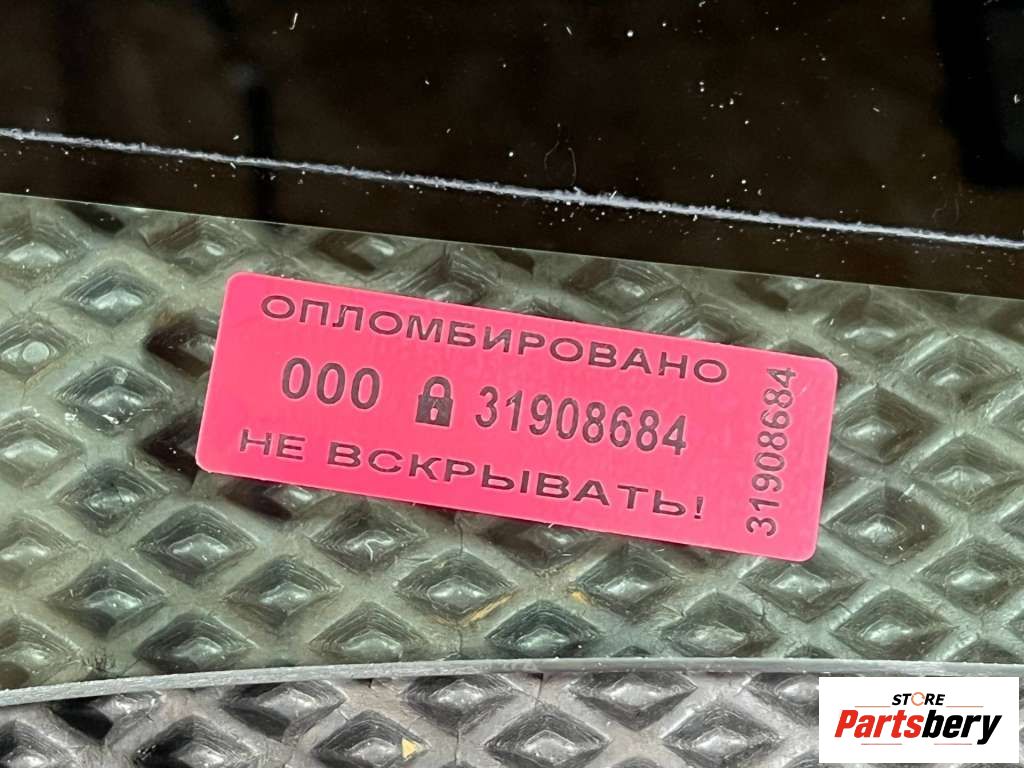 ОПЛОМБИРОВАНО
000 31908684
НЕ ВСКРЫВАТЬ!
31908684
STORE
Partsbery